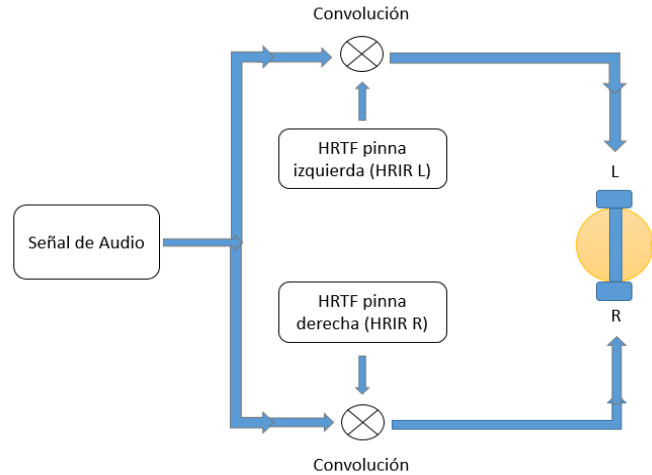 Convolución
HRTF pinna
izquierda (HRIR L)
L
Señal de Audio
HRTF pinna
derecha (HRIR R)
R
Convolución